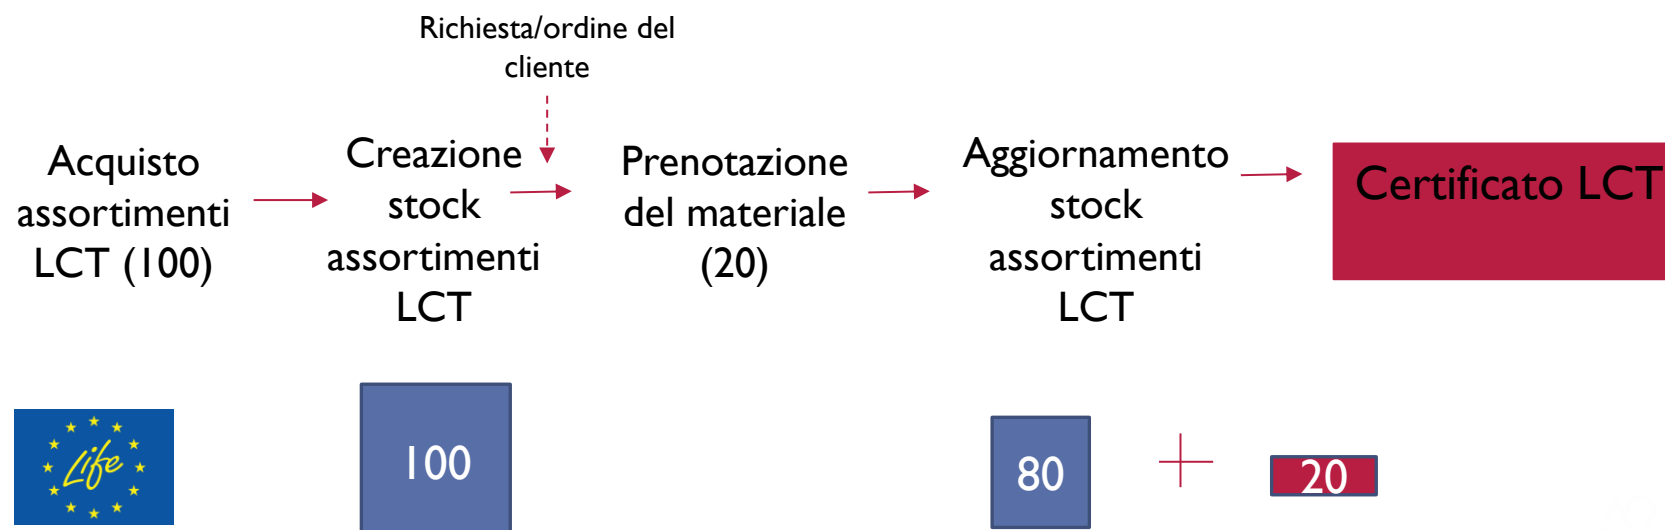 Richiesta/ordine del
cliente
Acquisto
assortimenti
LCT (100)
Creazione
stock
assortimenti
LCT
Prenotazione
del materiale
(20)
Aggiornamento
stock
assortimenti
LCT
Certificato LCT
Life
100
80
20